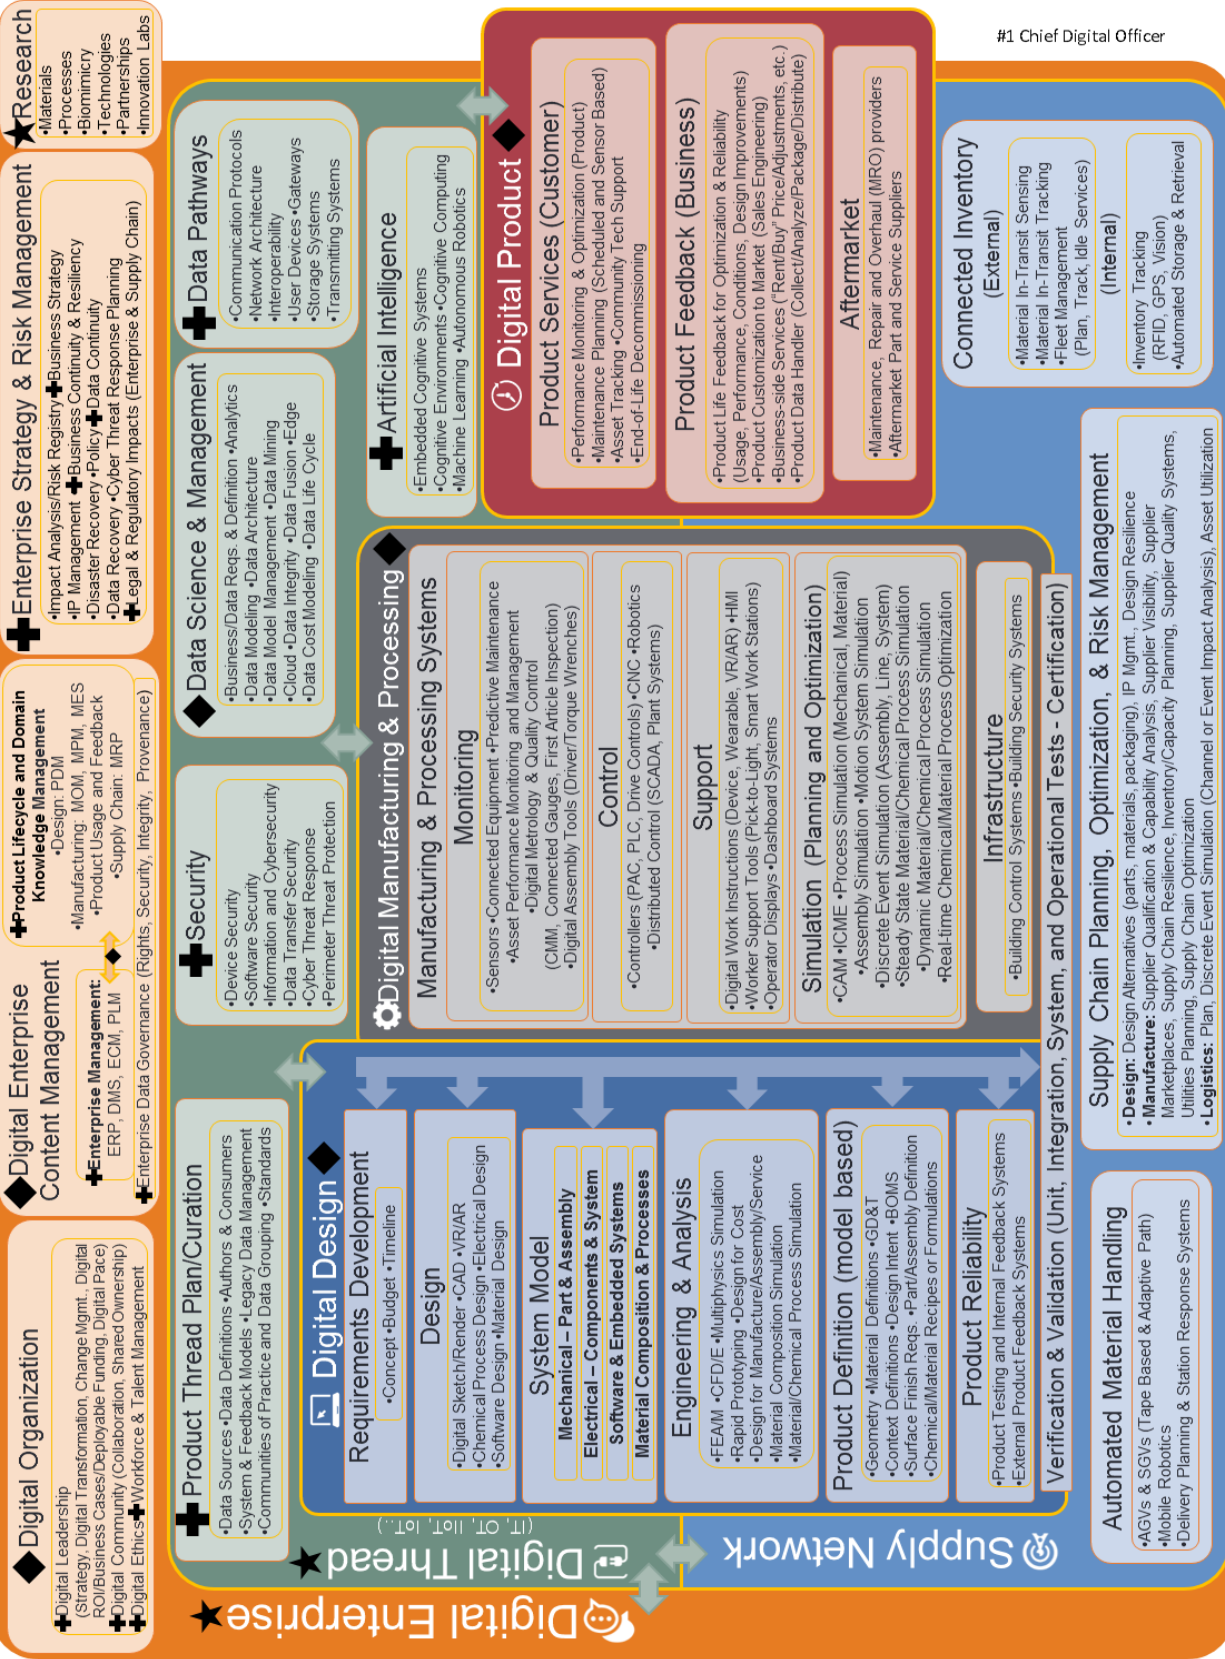 #1 Chief Digital Officer
Digital Enterprise
Digital Organization
•Digital Leadership
(Strategy, Digital Transformation, Change Mgmt., Digital
ROI/Business Cases/Deployable Funding, Digital Pace)
•Digital Community (Collaboration, Shared Ownership)
•Digital Ethics •Workforce & Talent Management
Digital Enterprise
Content Management
•Enterprise Management:
ERP, DMS, ECM, PLM
•Product Lifecycle and Domain
Knowledge Management
•Design: PDM
•Manufacturing: MOM, MPM, MES
•Product Usage and Feedback
•Supply Chain: MRP
•Enterprise Data Governance (Rights, Security, Integrity, Provenance)
Enterprise Strategy & Risk Management
•Impact Analysis/Risk Registry •Business Strategy
•IP Management •Business Continuity & Resiliency
•Disaster Recovery •Policy •Data Continuity
•Data Recovery •Cyber Threat Response Planning
•Legal & Regulatory Impacts (Enterprise & Supply Chain)
Research
•Materials
•Processes
•Biomimicry
•Technologies
•Partnerships
•Innovation Labs
Digital Thread
(IT, OT, IIoT, IoT...)
Product Thread Plan/Curation
•Data Sources •Data Definitions •Authors & Consumers
•System & Feedback Models •Legacy Data Management
•Communities of Practice and Data Grouping •Standards
Security
•Device Security
•Software Security
•Information and Cybersecurity
•Data Transfer Security
•Cyber Threat Response
•Perimeter Threat Protection
Data Science & Management
•Business/Data Reqs. & Definition •Analytics
•Data Modeling •Data Architecture
•Data Model Management •Data Mining
•Cloud •Data Integrity •Data Fusion •Edge
•Data Cost Modeling •Data Life Cycle
Data Pathways
•Communication Protocols
•Network Architecture
•Interoperability
•User Devices •Gateways
•Storage Systems
•Transmitting Systems
Artificial Intelligence
•Embedded Cognitive Systems
•Cognitive Environments •Cognitive Computing
•Machine Learning •Autonomous Robotics
Digital Design
Requirements Development
•Concept •Budget •Timeline
Design
•Digital Sketch/Render •CAD •VR/AR
•Chemical Process Design •Electrical Design
•Software Design •Material Design
System Model
Mechanical – Part & Assembly
Electrical – Components & System
Software & Embedded Systems
Material Composition & Processes
Engineering & Analysis
•FEA/M •CFD/E •Multiphysics Simulation
•Rapid Prototyping •Design for Cost
•Design for Manufacture/Assembly/Service
•Material Composition Simulation
•Material/Chemical Process Simulation
Product Definition (model based)
•Geometry •Material Definitions •GD&T
•Context Definitions •Design Intent •BOMS
•Surface Finish Reqs. •Part/Assembly Definition
•Chemical/Material Recipes or Formulations
Product Reliability
•Product Testing and Internal Feedback Systems
•External Product Feedback Systems
Digital Manufacturing & Processing
Manufacturing & Processing Systems
Monitoring
•Sensors •Connected Equipment •Predictive Maintenance
•Asset Performance Monitoring and Management
•Digital Metrology & Quality Control
(CMM, Connected Gauges, First Article Inspection)
•Digital Assembly Tools (Driver/Torque Wrenches)
Control
•Controllers (PAC, PLC, Drive Controls) •CNC •Robotics
•Distributed Control (SCADA, Plant Systems)
Support
•Digital Work Instructions (Device, Wearable, VR/AR) •HMI
•Worker Support Tools (Pick-to-Light, Smart Work Stations)
•Operator Displays •Dashboard Systems
Simulation (Planning and Optimization)
•CAM •ICME •Process Simulation (Mechanical, Material)
•Assembly Simulation •Motion System Simulation
•Discrete Event Simulation (Assembly, Line, System)
•Steady State Material/Chemical Process Simulation
•Dynamic Material/Chemical Process Simulation
•Real-time Chemical/Material Process Optimization
Infrastructure
•Building Control Systems •Building Security Systems
Verification & Validation (Unit, Integration, System, and Operational Tests - Certification)
Digital Product
Product Services (Customer)
•Performance Monitoring & Optimization (Product)
•Maintenance Planning (Scheduled and Sensor Based)
•Asset Tracking •Community Tech Support
•End-of-Life Decommissioning
Product Feedback (Business)
•Product Life Feedback for Optimization & Reliability
(Usage, Performance, Conditions, Design Improvements)
•Product Customization to Market (Sales Engineering)
•Business-side Services ("Rent/Buy" Price/Adjustments, etc.)
•Product Data Handler (Collect/Analyze/Package/Distribute)
Aftermarket
•Maintenance, Repair and Overhaul (MRO) providers
•Aftermarket Part and Service Suppliers
Supply Network
Automated Material Handling
•AGVs & SGVs (Tape Based & Adaptive Path)
•Mobile Robotics
•Delivery Planning & Station Response Systems
Supply Chain Planning, Optimization, & Risk Management
•Design: Design Alternatives (parts, materials, packaging), IP Mgmt., Design Resilience
•Manufacture: Supplier Qualification & Capability Analysis, Supplier Visibility, Supplier
Marketplaces, Supply Chain Resilience, Inventory/Capacity Planning, Supplier Quality Systems,
Utilities Planning, Supply Chain Optimization
•Logistics: Plan, Discrete Event Simulation (Channel or Event Impact Analysis), Asset Utilization
Connected Inventory
(External)
•Material In-Transit Sensing
•Material In-Transit Tracking
•Fleet Management
(Plan, Track, Idle Services)
(Internal)
•Inventory Tracking
(RFID, GPS, Vision)
•Automated Storage & Retrieval